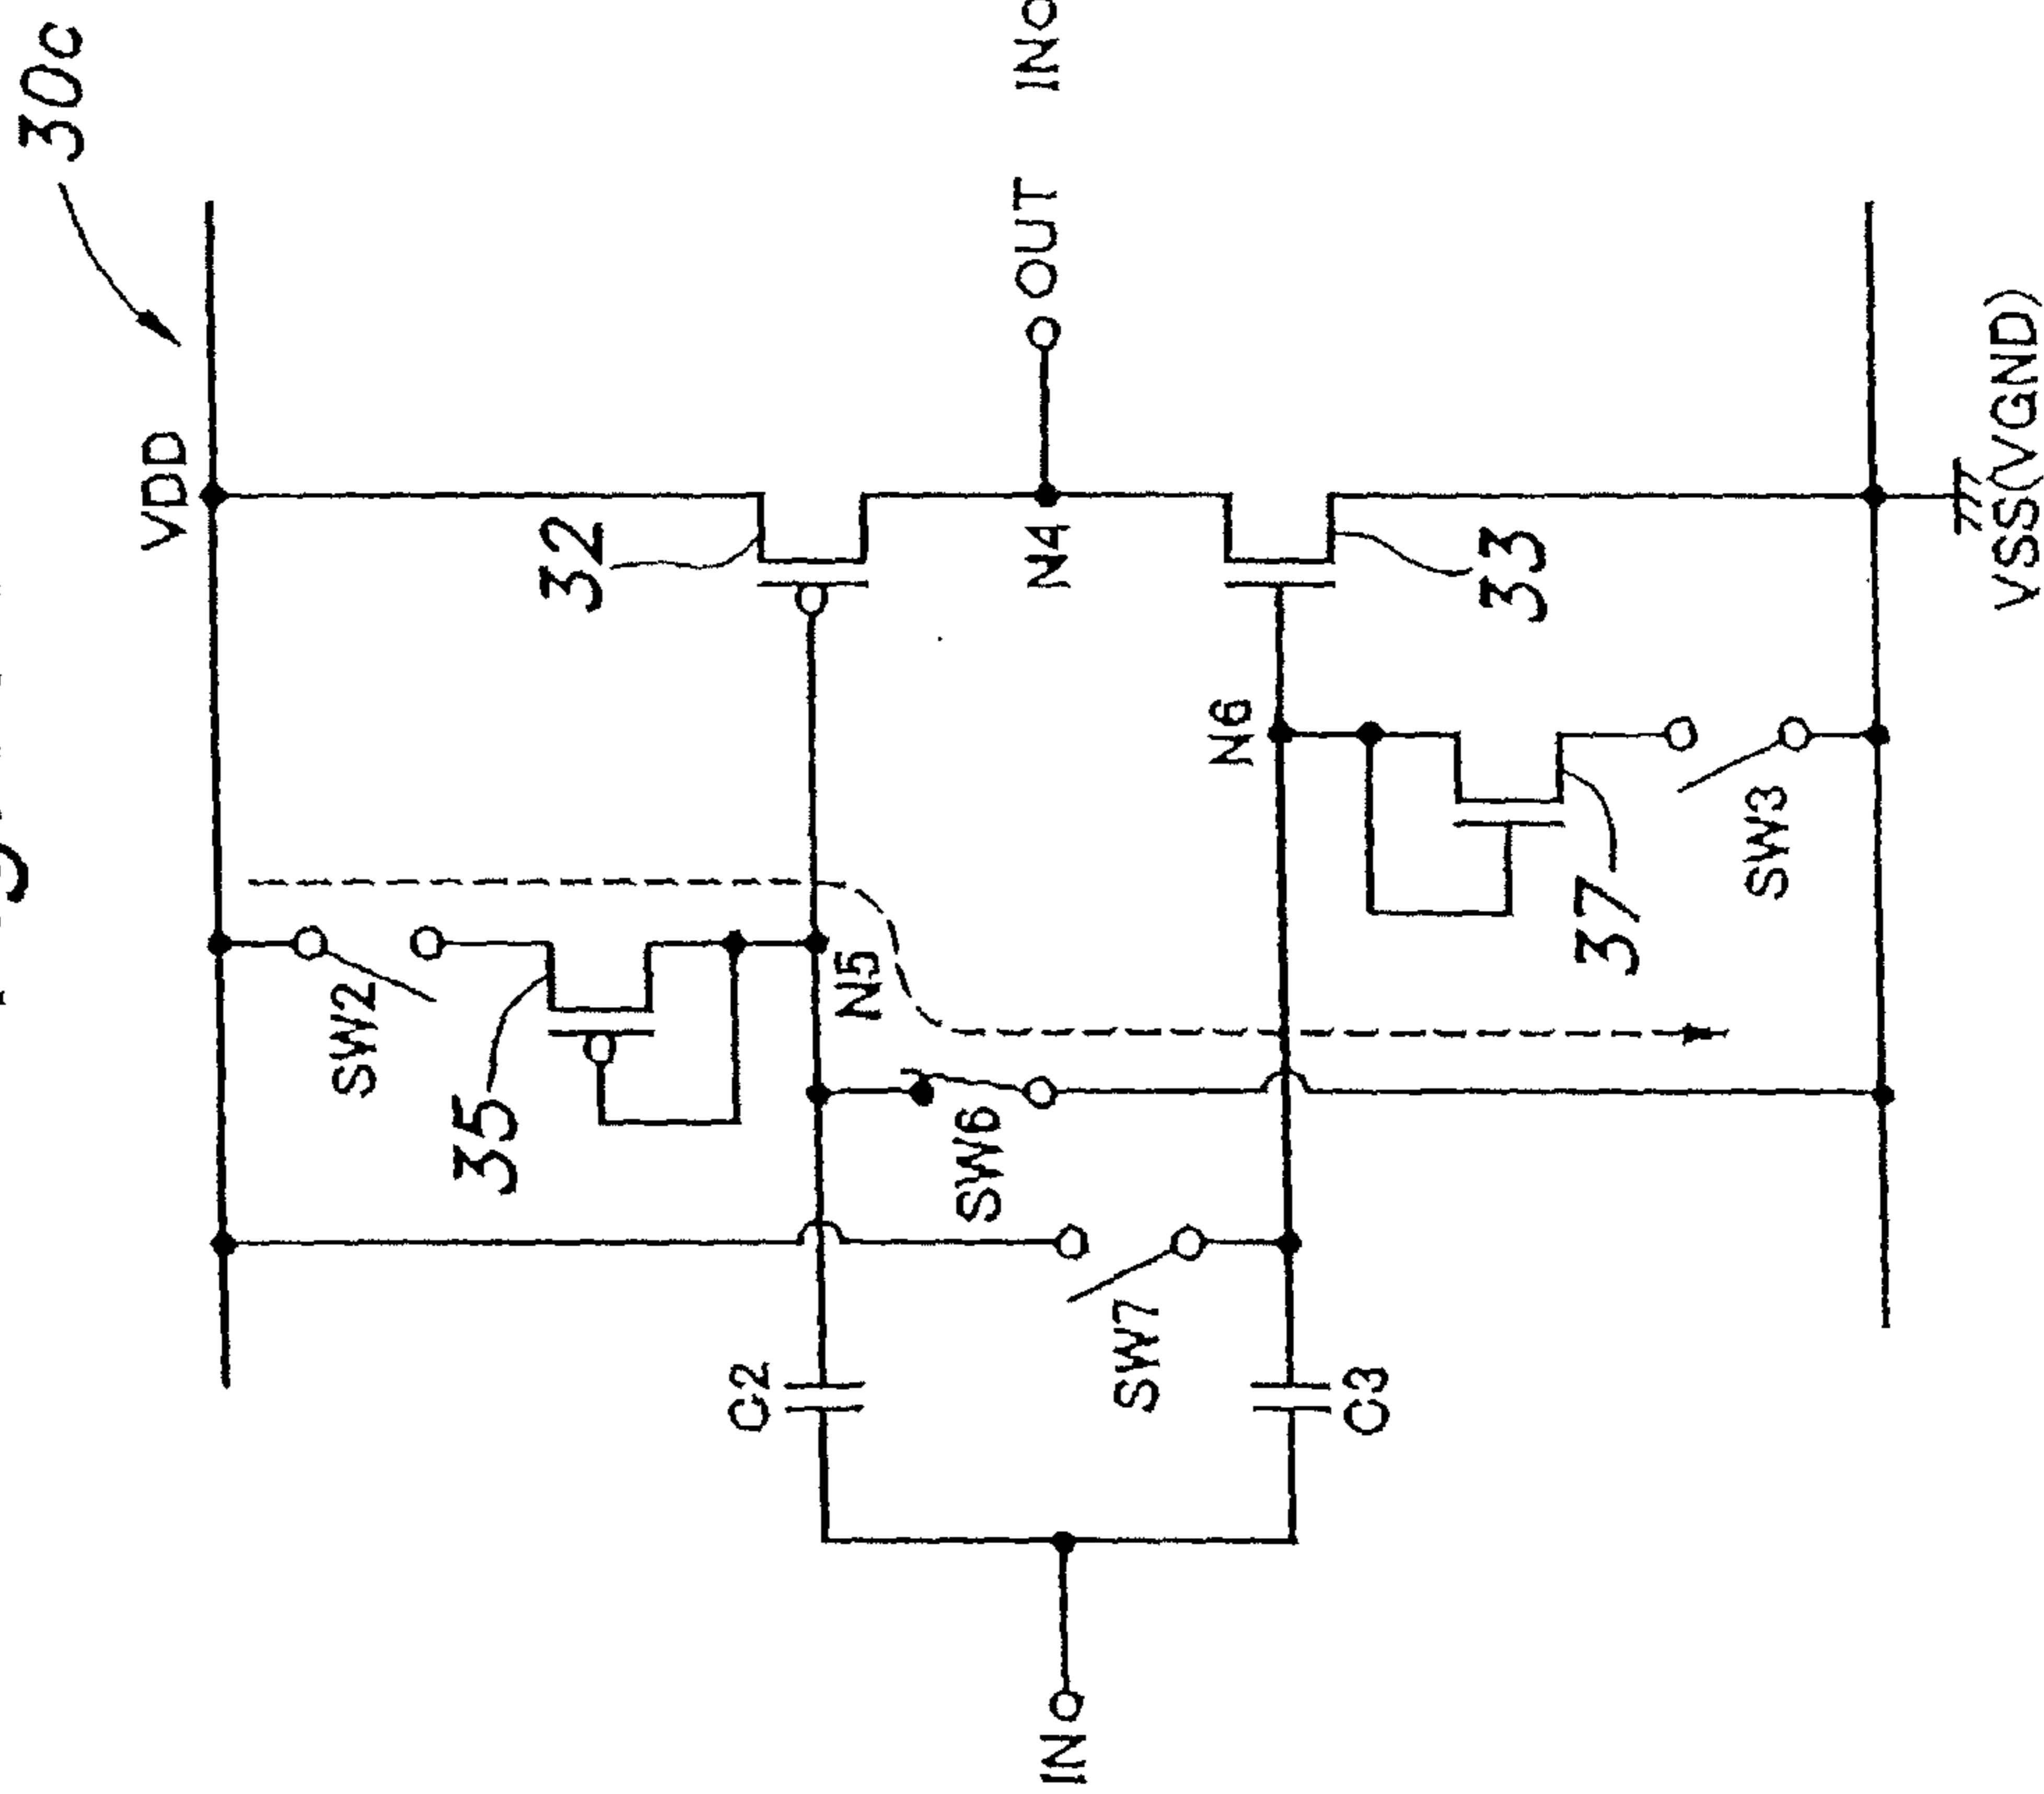 30c
VDD
32
SW2
35
N5
N4
OUT
IN
SW6
N6
C2
SW7
33
37
SW3
C3
IN
VSS(VGND)